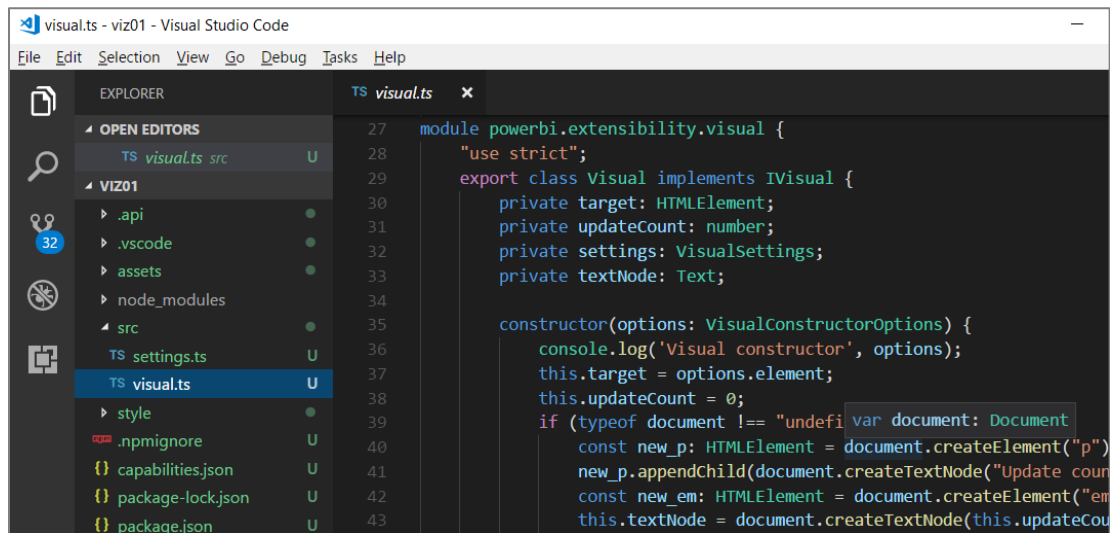 visual.ts - viz01 - Visual Studio Code
File Edit Selection View Go Debug Tasks Help
EXPLORER
OPEN EDITORS
TS visual.ts src U
VIZ01
.api
.vscode
32
assets
node_modules
src
TS settings.ts U
TS visual.ts U
style
npm .npmignore U
{} capabilities.json U
{} package-lock.json U
{} package.json U
TS visual.ts ×
27 module powerbi.extensibility.visual {
28 "use strict";
29 export class Visual implements IVisual {
30 private target: HTMLElement;
31 private updateCount: number;
32 private settings: VisualSettings;
33 private textNode: Text;
34
35 constructor(options: VisualConstructorOptions) {
36 console.log('Visual constructor', options);
37 this.target = options.element;
38 this.updateCount = 0;
39 if (typeof document !== "undefi
var document: Document
40 const new_p: HTMLElement = document.createElement("p")
41 new_p.appendChild(document.createTextNode("Update coun
42 const new_em: HTMLElement = document.createElement("em
43 this.textNode = document.createTextNode(this.updateCou